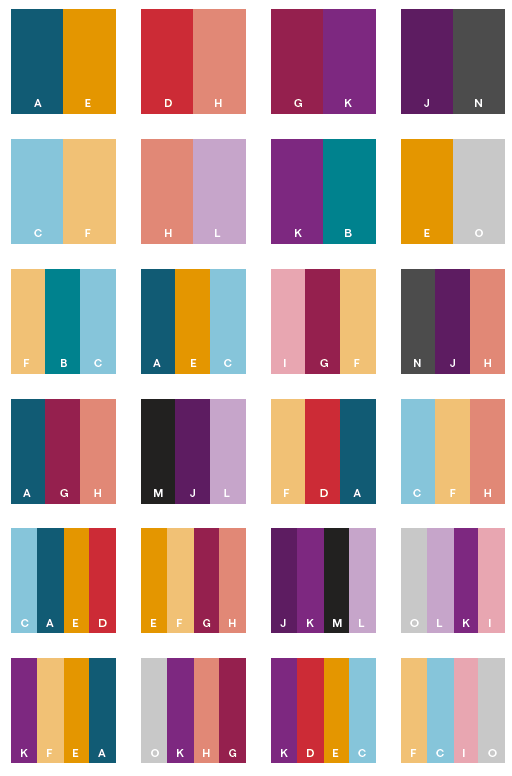 A E D H G K J N
C F H L K B E O
F B C A E C I G F N J H
A G H M J L F D A C F H
C A E D E F G H J K M L O L K I
K F E A O K H G K D E C F C I O